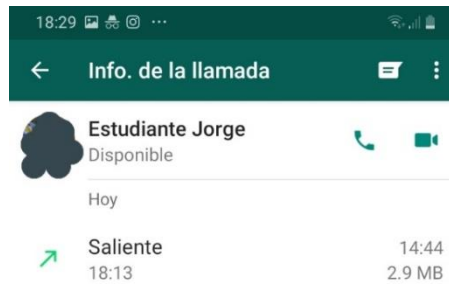 18:29
Info. de la llamada
Estudiante Jorge
Disponible
Hoy
Saliente 14:44
18:13 2.9 MB